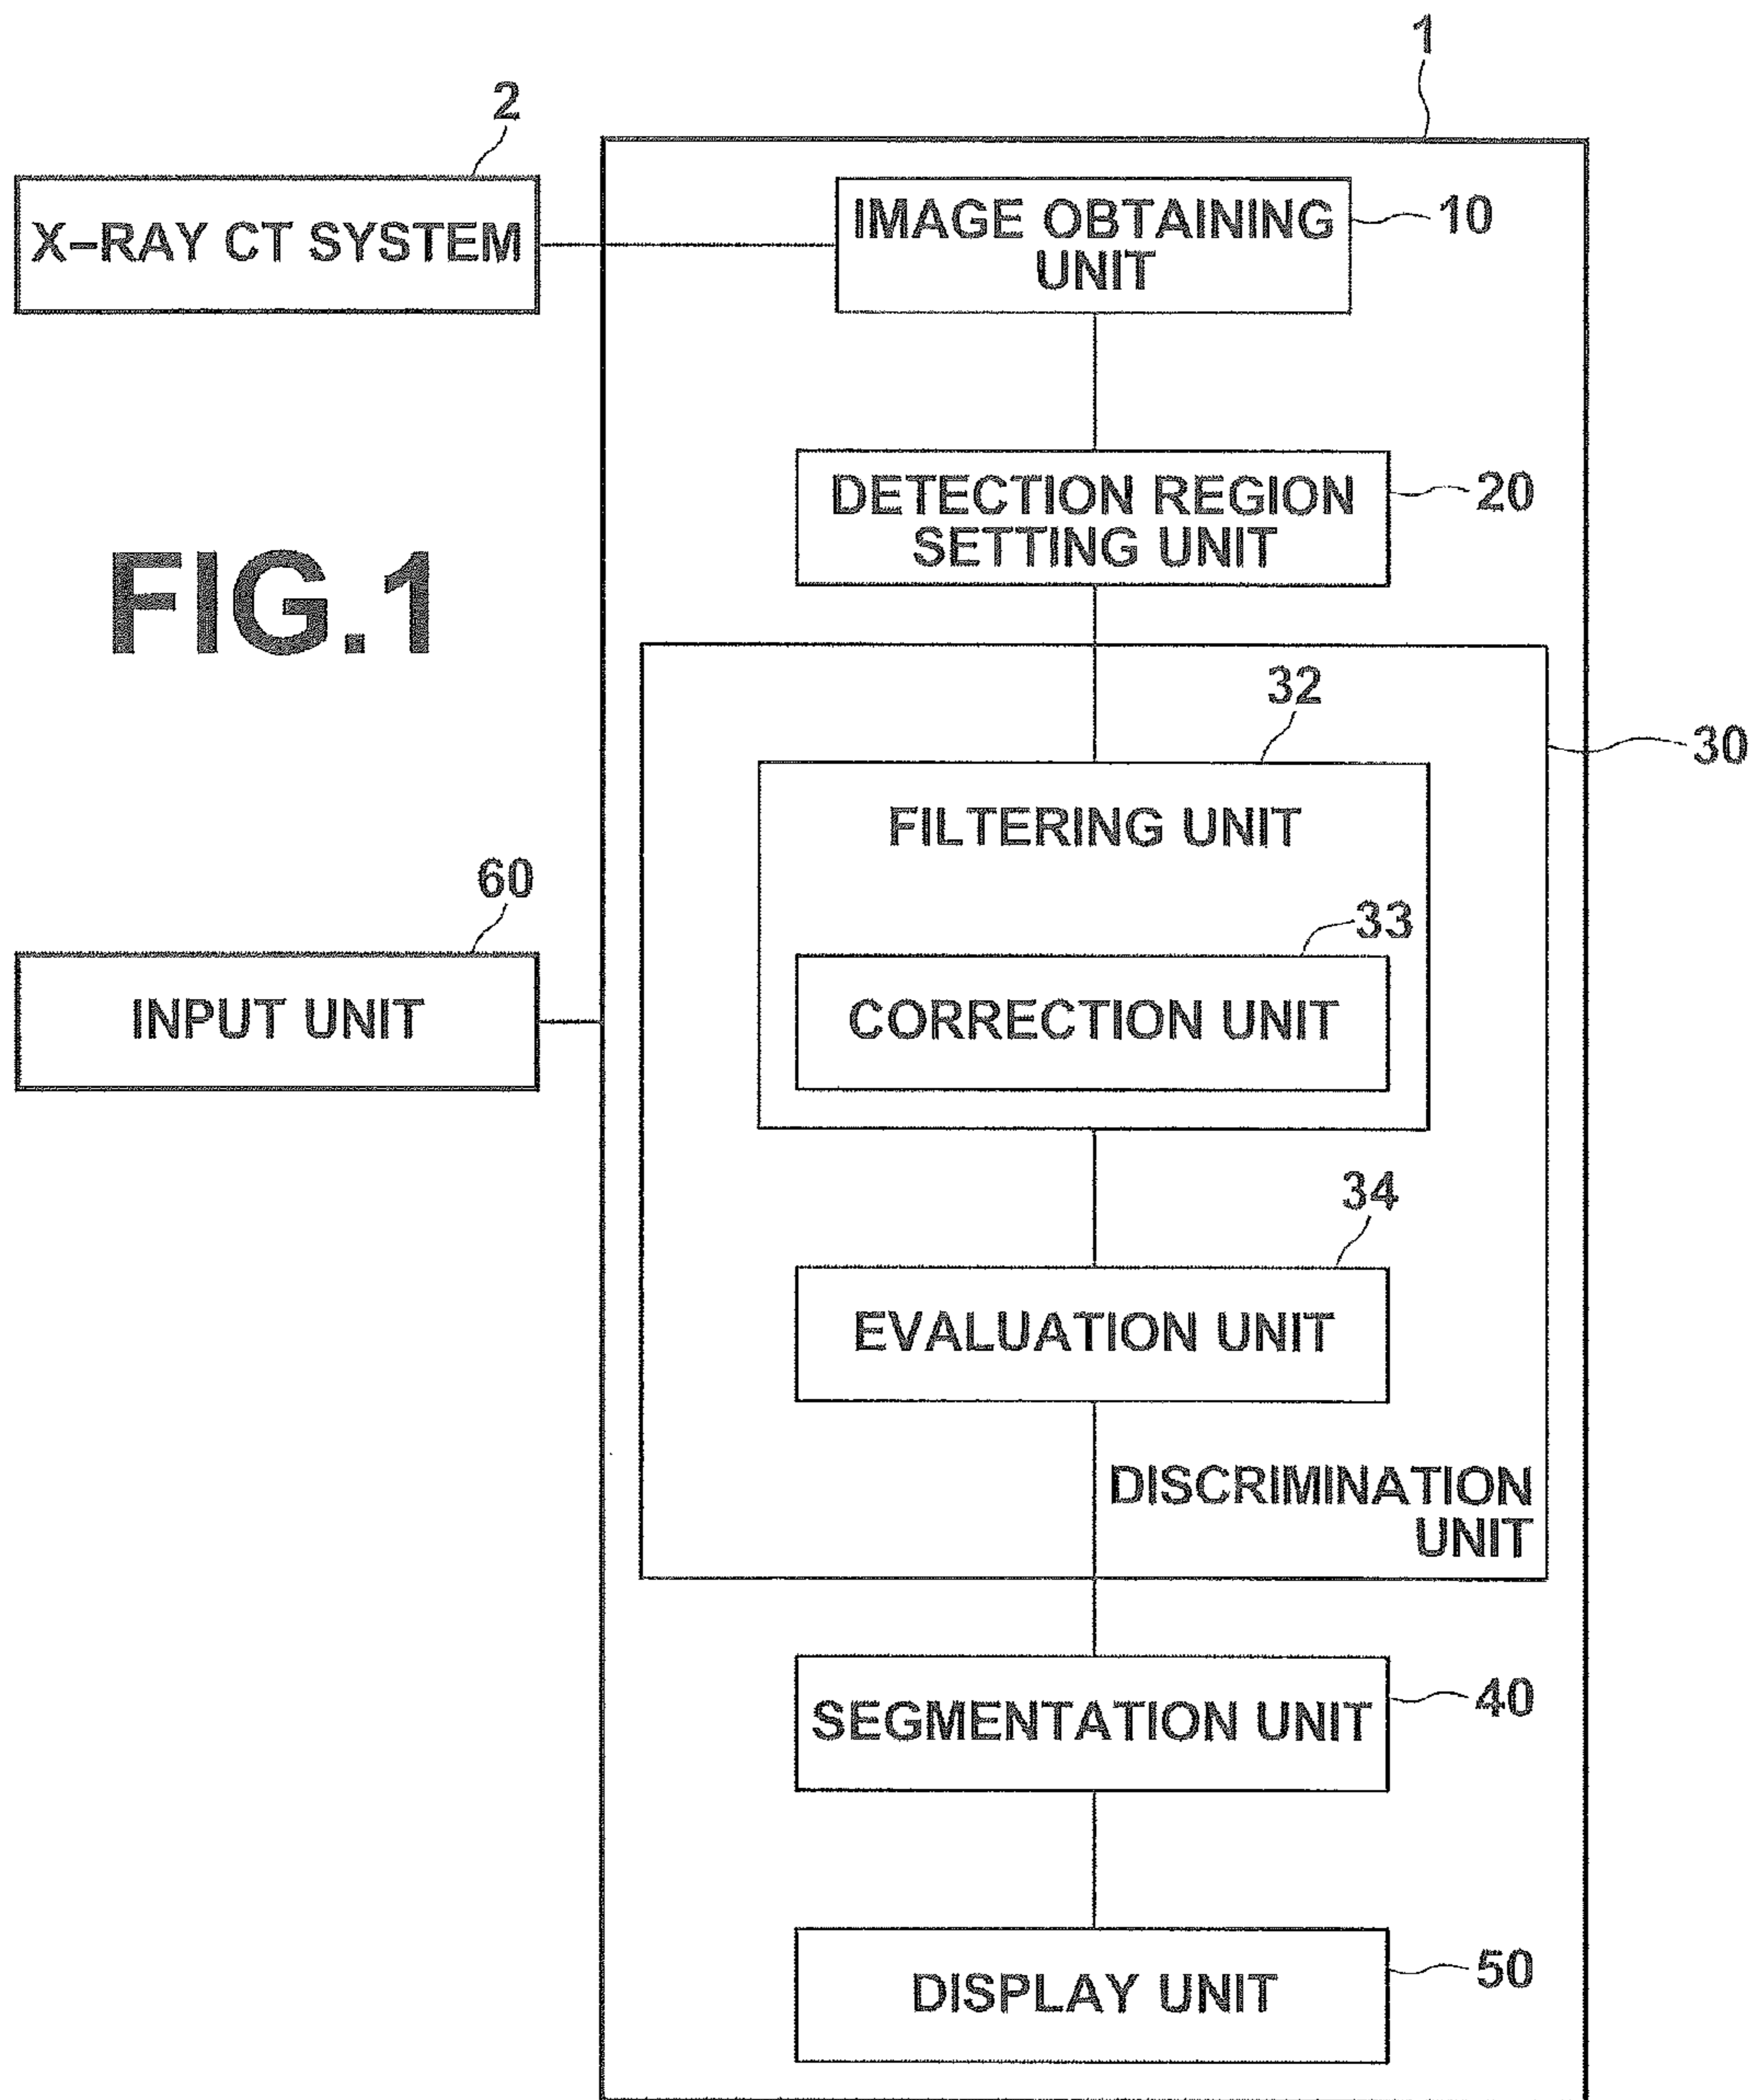 1
2
X-RAY CT SYSTEM
IMAGE OBTAINING
UNIT
10
DETECTION REGION
SETTING UNIT
20
FIG.1
32
30
FILTERING UNIT
60
33
INPUT UNIT
CORRECTION UNIT
34
EVALUATION UNIT
DISCRIMINATION
UNIT
SEGMENTATION UNIT
40
DISPLAY UNIT
50